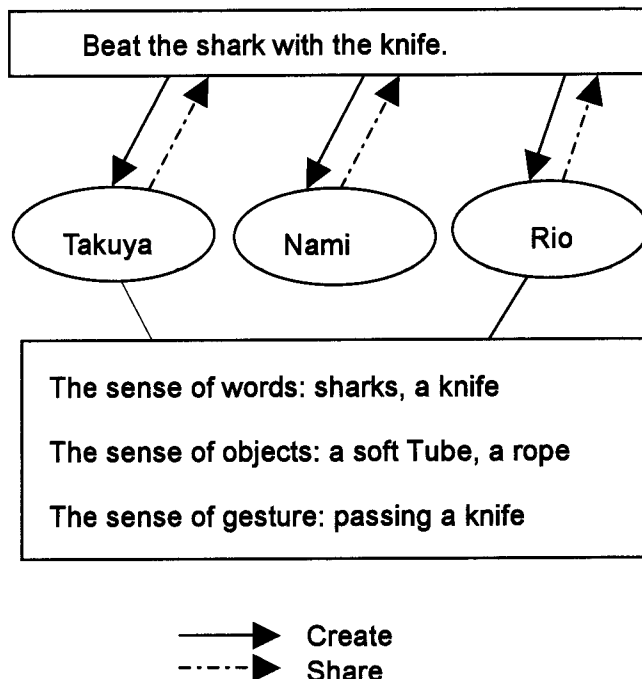 Beat the shark with the knife.
Takuya
Nami
Rio
The sense of words: sharks, a knife
The sense of objects: a soft Tube, a rope
The sense of gesture: passing a knife
Create
Share